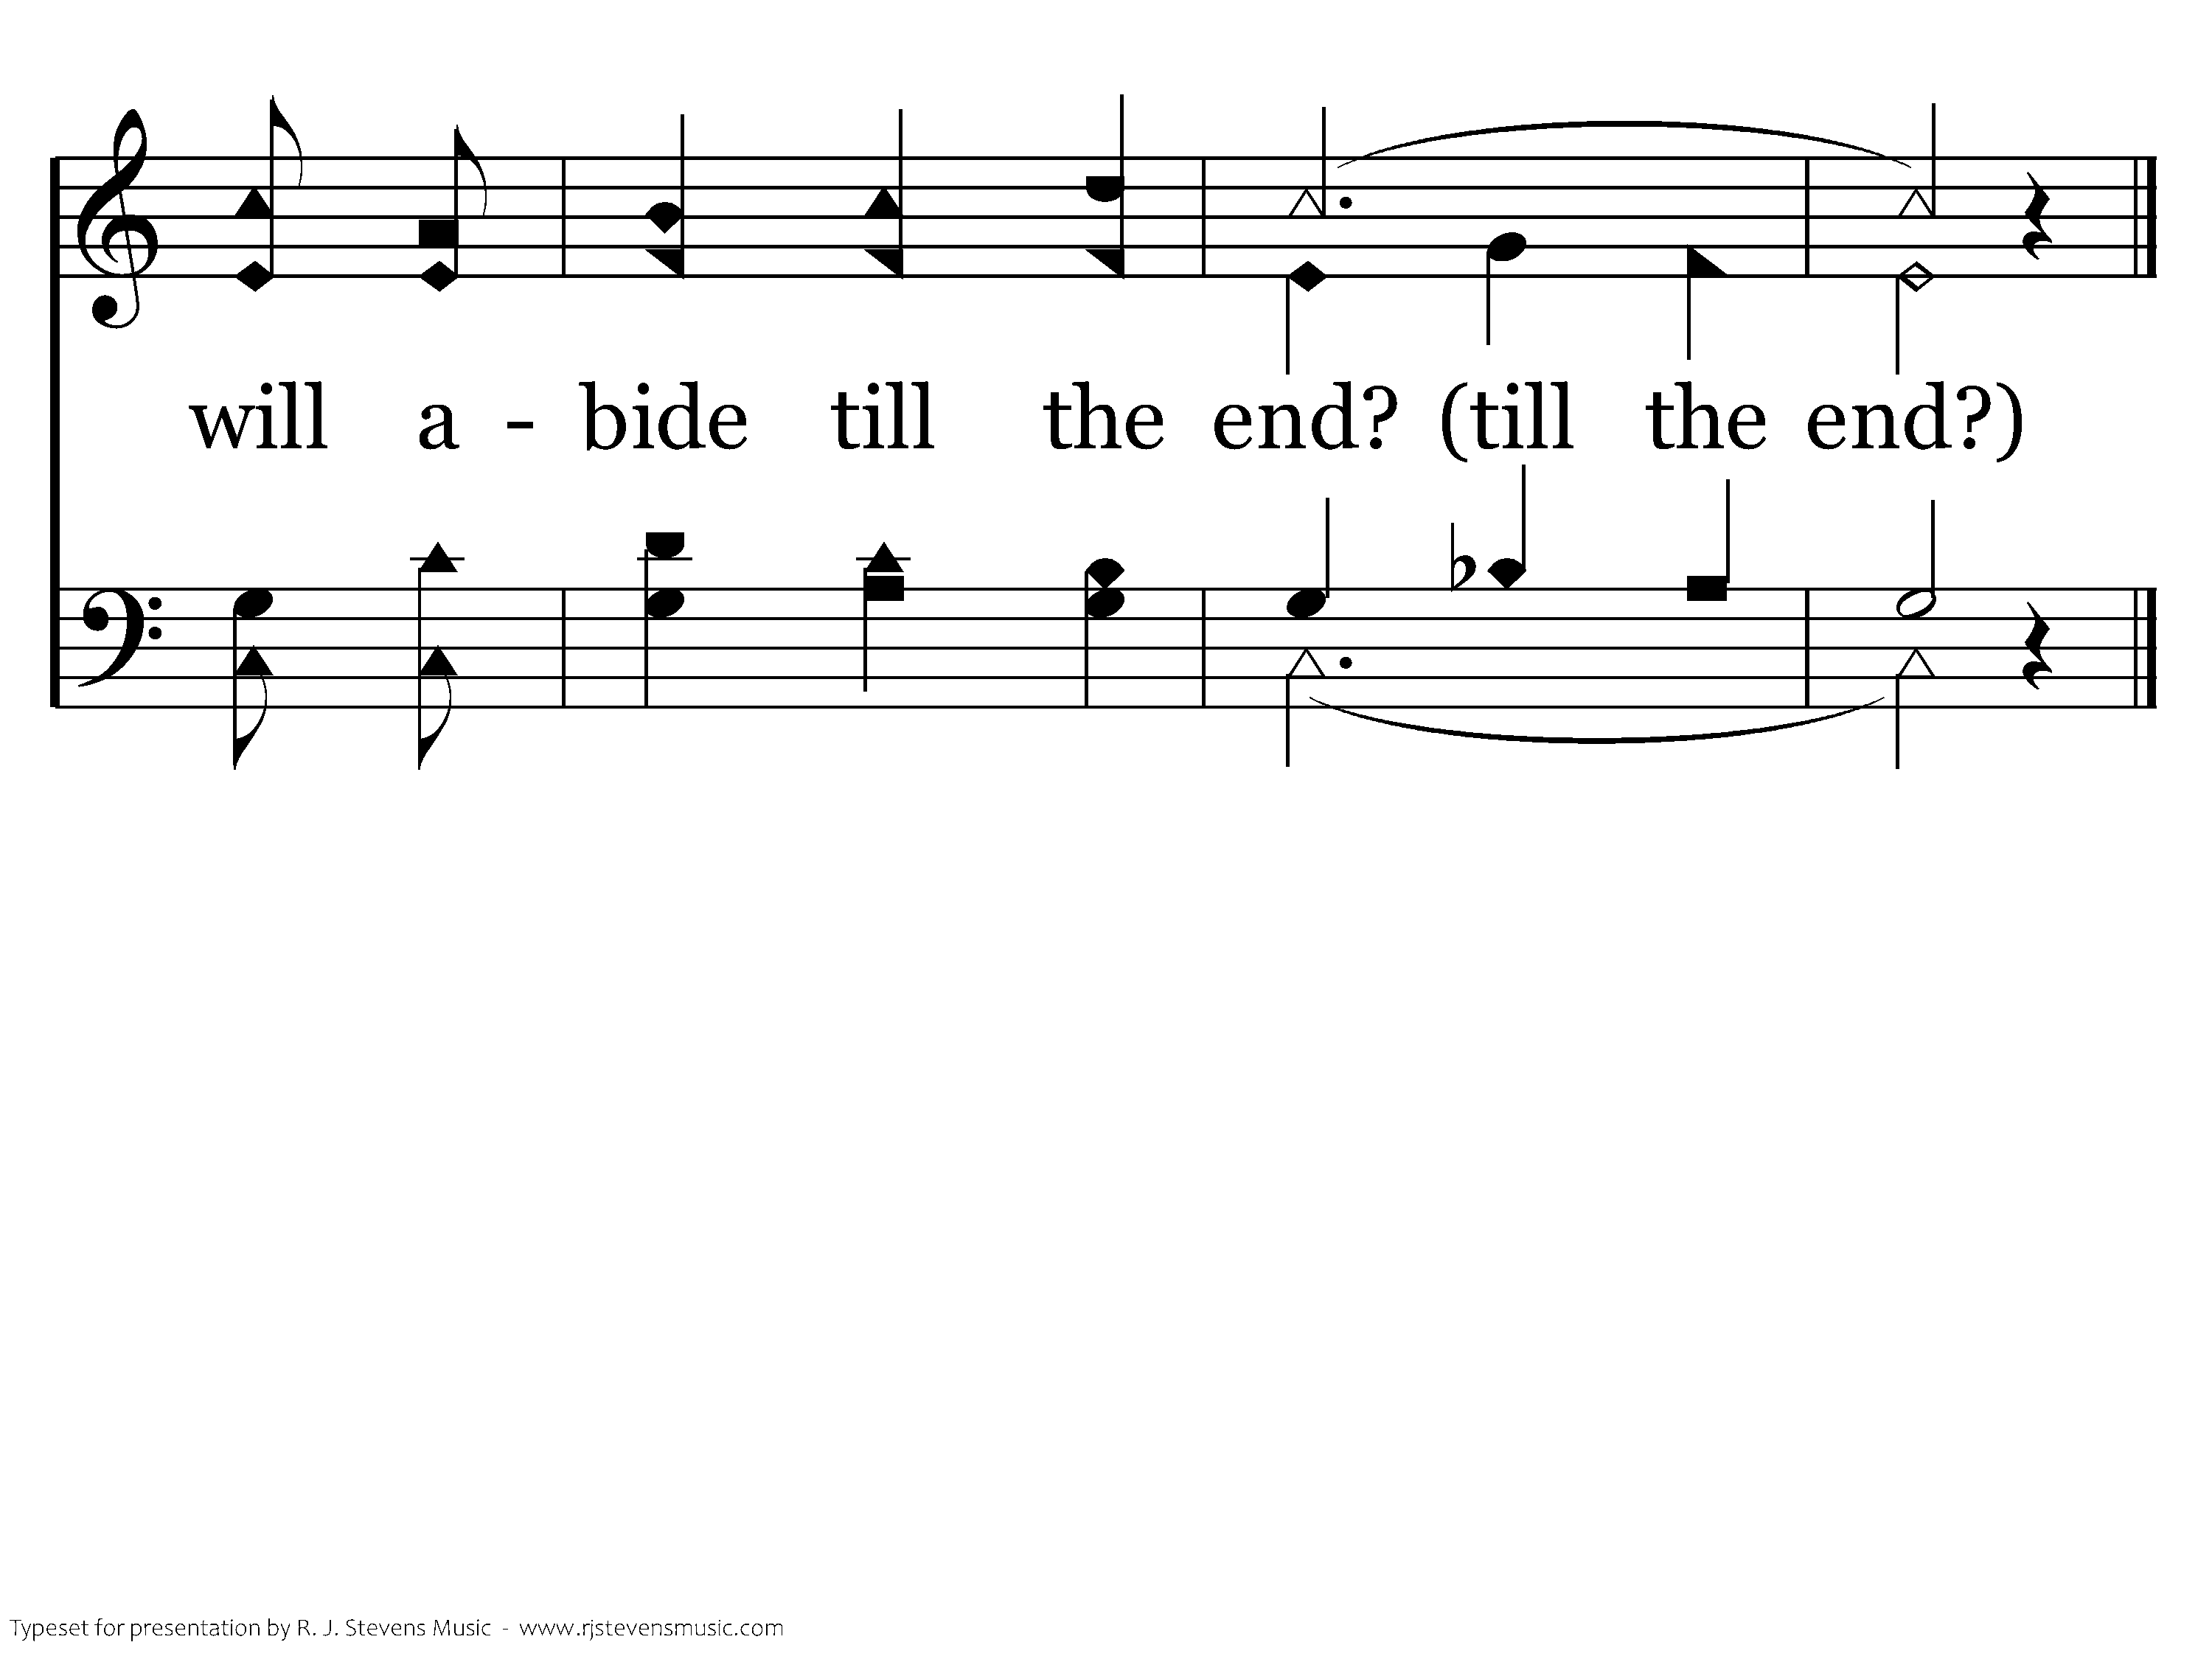 will a - bide till the end? (till the end?)
Typeset for presentation by R. J. Stevens Music - www.rjstevensmusic.com